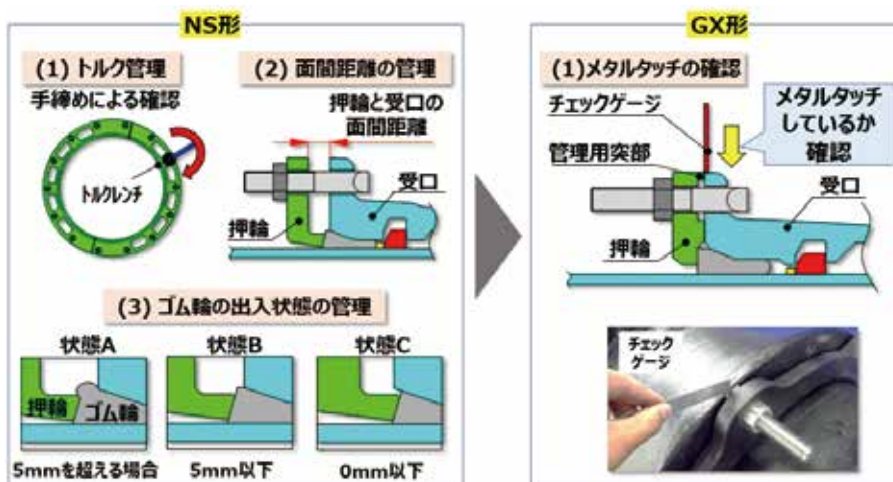 NS形
(1) トルク管理
手締めによる確認
トルクレンチ
(2) 面間距離の管理
押輪と受口の
面間距離
受口
押輪
(3) ゴム輪の出入状態の管理
状態A
状態B
状態C
押輪
ゴム輪
5mmを超える場合
5mm以下
0mm以下
GX形
(1)メタルタッチの確認
チェックゲージ
メタルタッチ
しているか
確認
管理用突部
受口
押輪
チェック
ゲージ